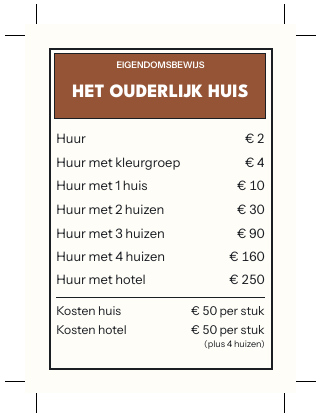 EIGENDOMSBEWIJS
HET OUDERLIJK HUIS
Huur € 2
Huur met kleurgroep € 4
Huur met 1 huis € 10
Huur met 2 huizen € 30
Huur met 3 huizen € 90
Huur met 4 huizen € 160
Huur met hotel € 250
Kosten huis € 50 per stuk
Kosten hotel € 50 per stuk
(plus 4 huizen)